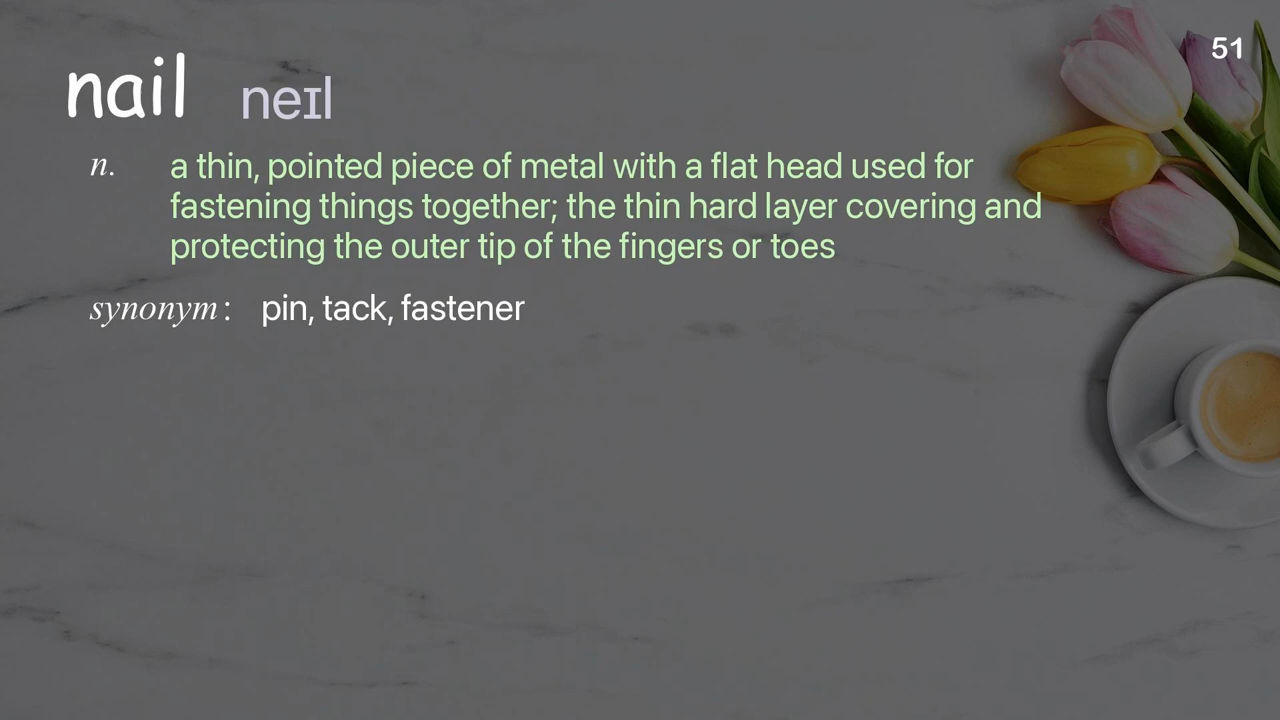 51
nail neɪl
n. a thin, pointed piece of metal with a flat head used for
fastening things together; the thin hard layer covering and
protecting the outer tip of the fingers or toes
synonym: pin, tack, fastener